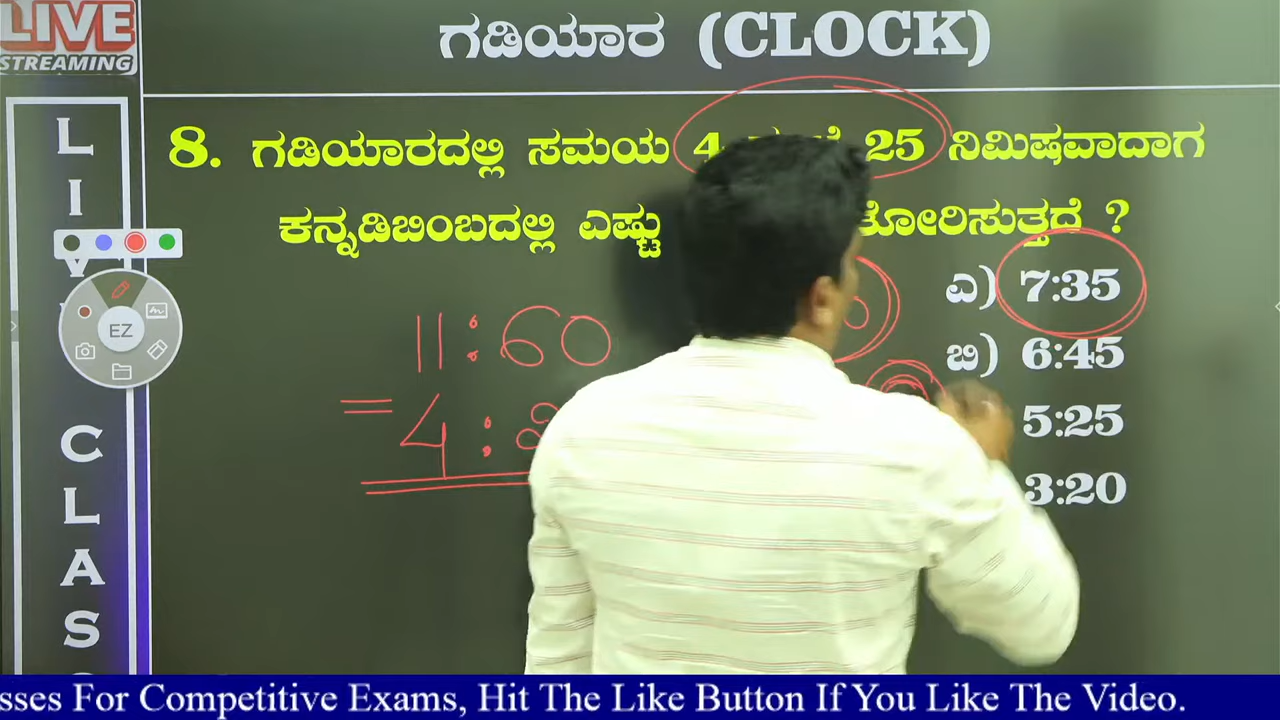 LIVE
STREAMING
ಗಡಿಯಾರ (CLOCK)
L
I
V
C
L
A
S
EZ
8. ಗಡಿಯಾರದಲ್ಲಿ ಸಮಯ 4 25 ನಿಮಿಷವಾದಾಗ
ಕನ್ನಡಿಬಿಂಬದಲ್ಲಿ ಎಷ್ಟು ತೋರಿಸುತ್ತದೆ ?
ಎ) 7:35
ಬಿ) 6:45
5:25
3:20
11:60
= 4:2
sses For Competitive Exams, Hit The Like Button If You Like The Video.